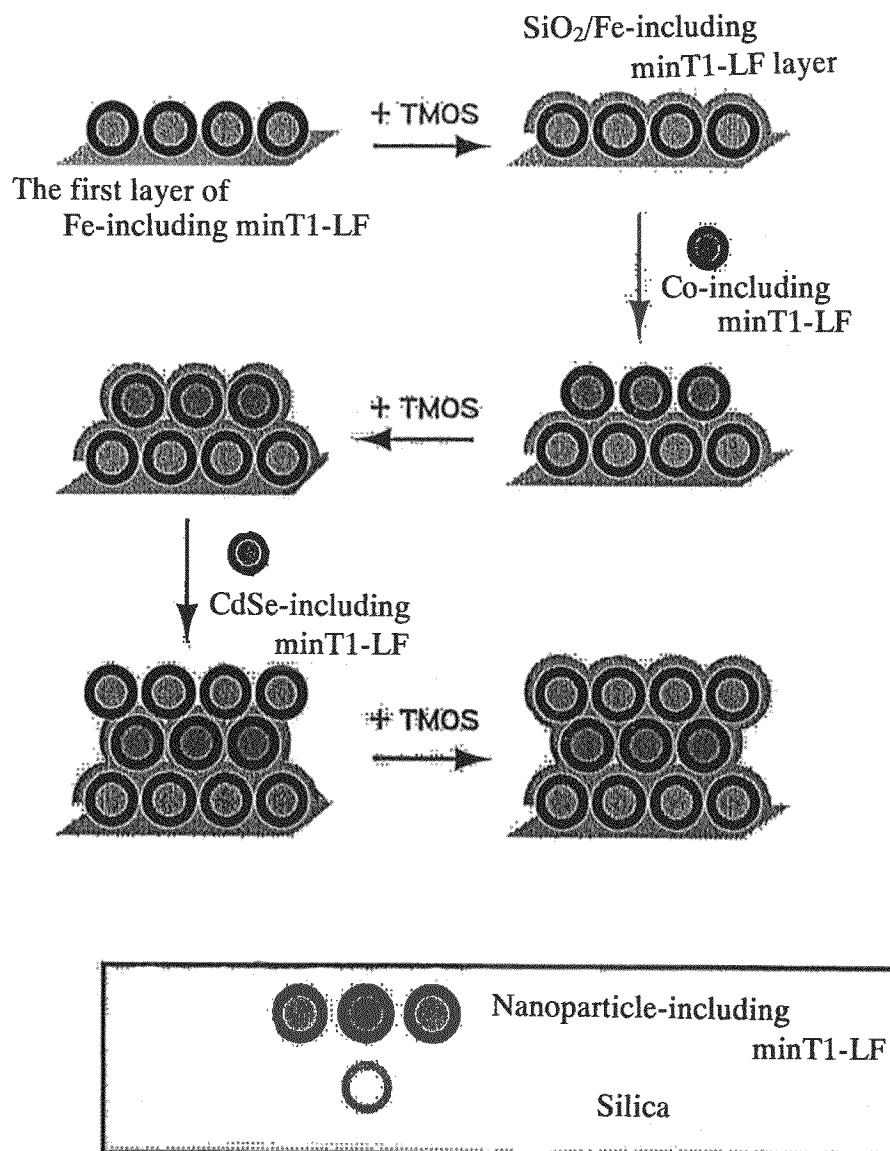 SiO₂/Fe-including
minT1-LF layer
+ TMOS
The first layer of
Fe-including minT1-LF
Co-including
minT1-LF
+ TMOS
CdSe-including
minT1-LF
+ TMOS
Nanoparticle-including
minT1-LF
Silica